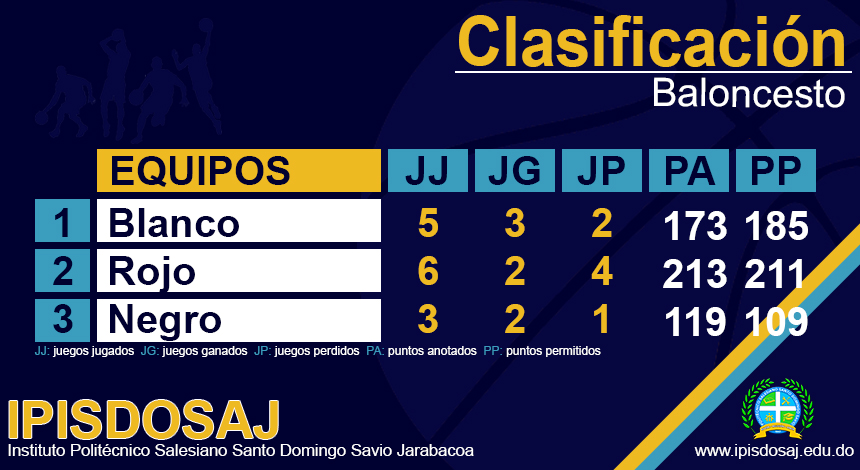 Clasificación
Baloncesto
EQUIPOS JJ JG JP PA PP
1 Blanco 5 3 2 173 185
2 Rojo 6 2 4 213 211
3 Negro 3 2 1 119 109
JJ: juegos jugados JG: juegos ganados JP: juegos perdidos PA: puntos anotados PP: puntos permitidos
IPISDOSAJ
Instituto Politécnico Salesiano Santo Domingo Savio Jarabacoa
www.ipisdosaj.edu.do